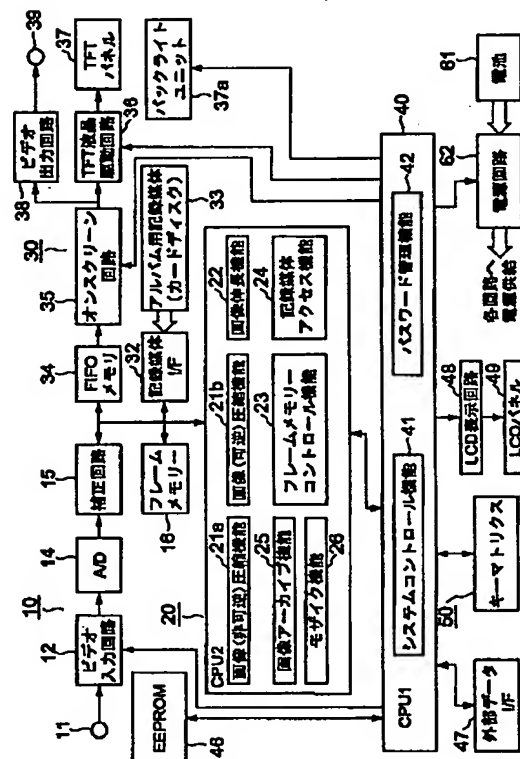 10
11
ビデオ
入力回路
12
A/D
14
補正回路
15
FIFO
メモリ
34
オンスクリーン
回路
35
30
ビデオ
出力回路
38
39
TFT液晶
駆動回路
36
TFT
パネル
37
バックライト
ユニット
37a
フレーム
メモリー
16
記録媒体
I/F
32
アルバム用記録媒体
(カードディスク)
33
EEPROM
46
20
CPU2
画像(非可逆)圧縮機能
21a
画像(可逆)圧縮機能
21b
画像伸長機能
22
画像アーカイブ機能
25
フレームメモリー
コントロール機能
23
記録媒体
アクセス機能
24
モザイク機能
26
CPU1
システムコントロール機能
41
パスワード管理機能
42
40
外部データ
I/F
47
キーマトリクス
50
LCD表示回路
48
LCDパネル
49
各回路へ
電源供給
電源回路
62
電池
61